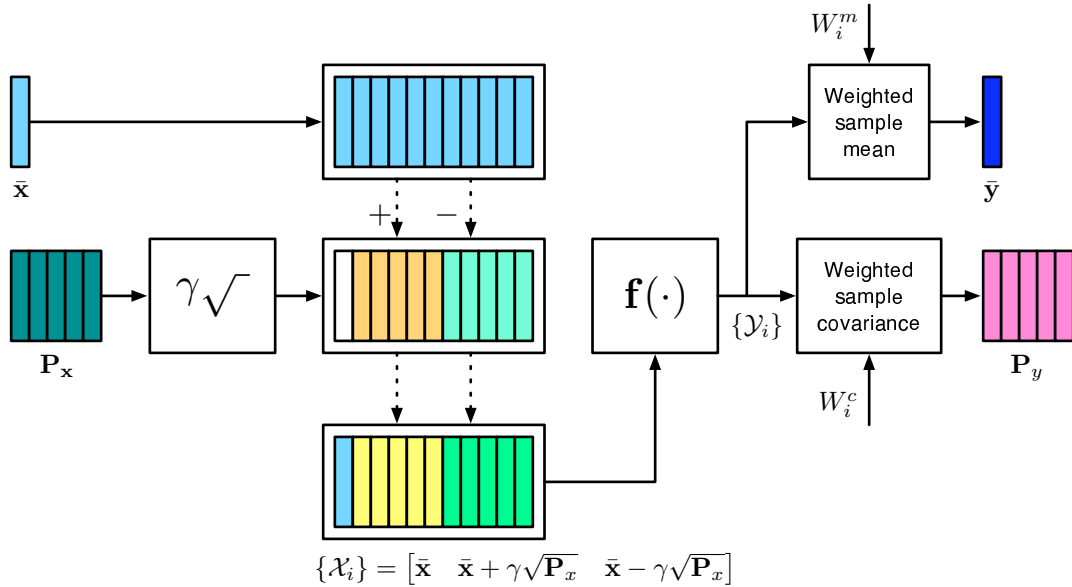 W_i^m
Weighted
sample
mean
x̄
ȳ
+ −
γ√
f(·)
{𝒴_i}
Weighted
sample
covariance
P_x
P_y
W_i^c
{𝒳_i} = [x̄ x̄ + γ√P_x x̄ − γ√P_x]